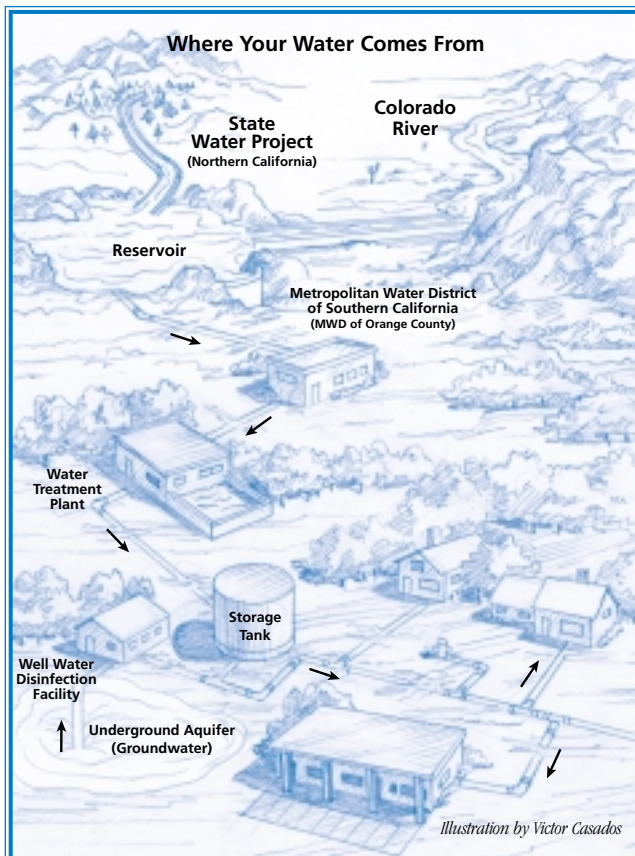 Where Your Water Comes From
State
Water Project
(Northern California)
Colorado
River
Reservoir
Metropolitan Water District
of Southern California
(MWD of Orange County)
Water
Treatment
Plant
Storage
Tank
Well Water
Disinfection
Facility
Underground Aquifer
(Groundwater)
Illustration by Victor Casados